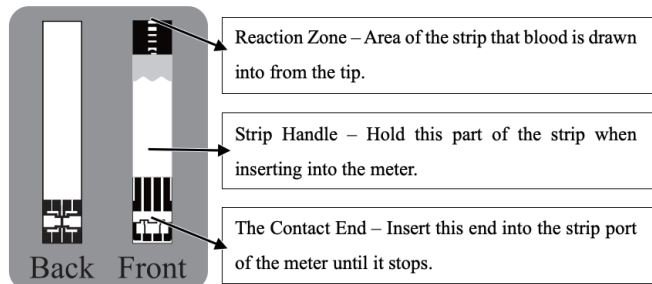 Reaction Zone – Area of the strip that blood is drawn
into from the tip.
Strip Handle – Hold this part of the strip when
inserting into the meter.
The Contact End – Insert this end into the strip port
of the meter until it stops.
Back Front